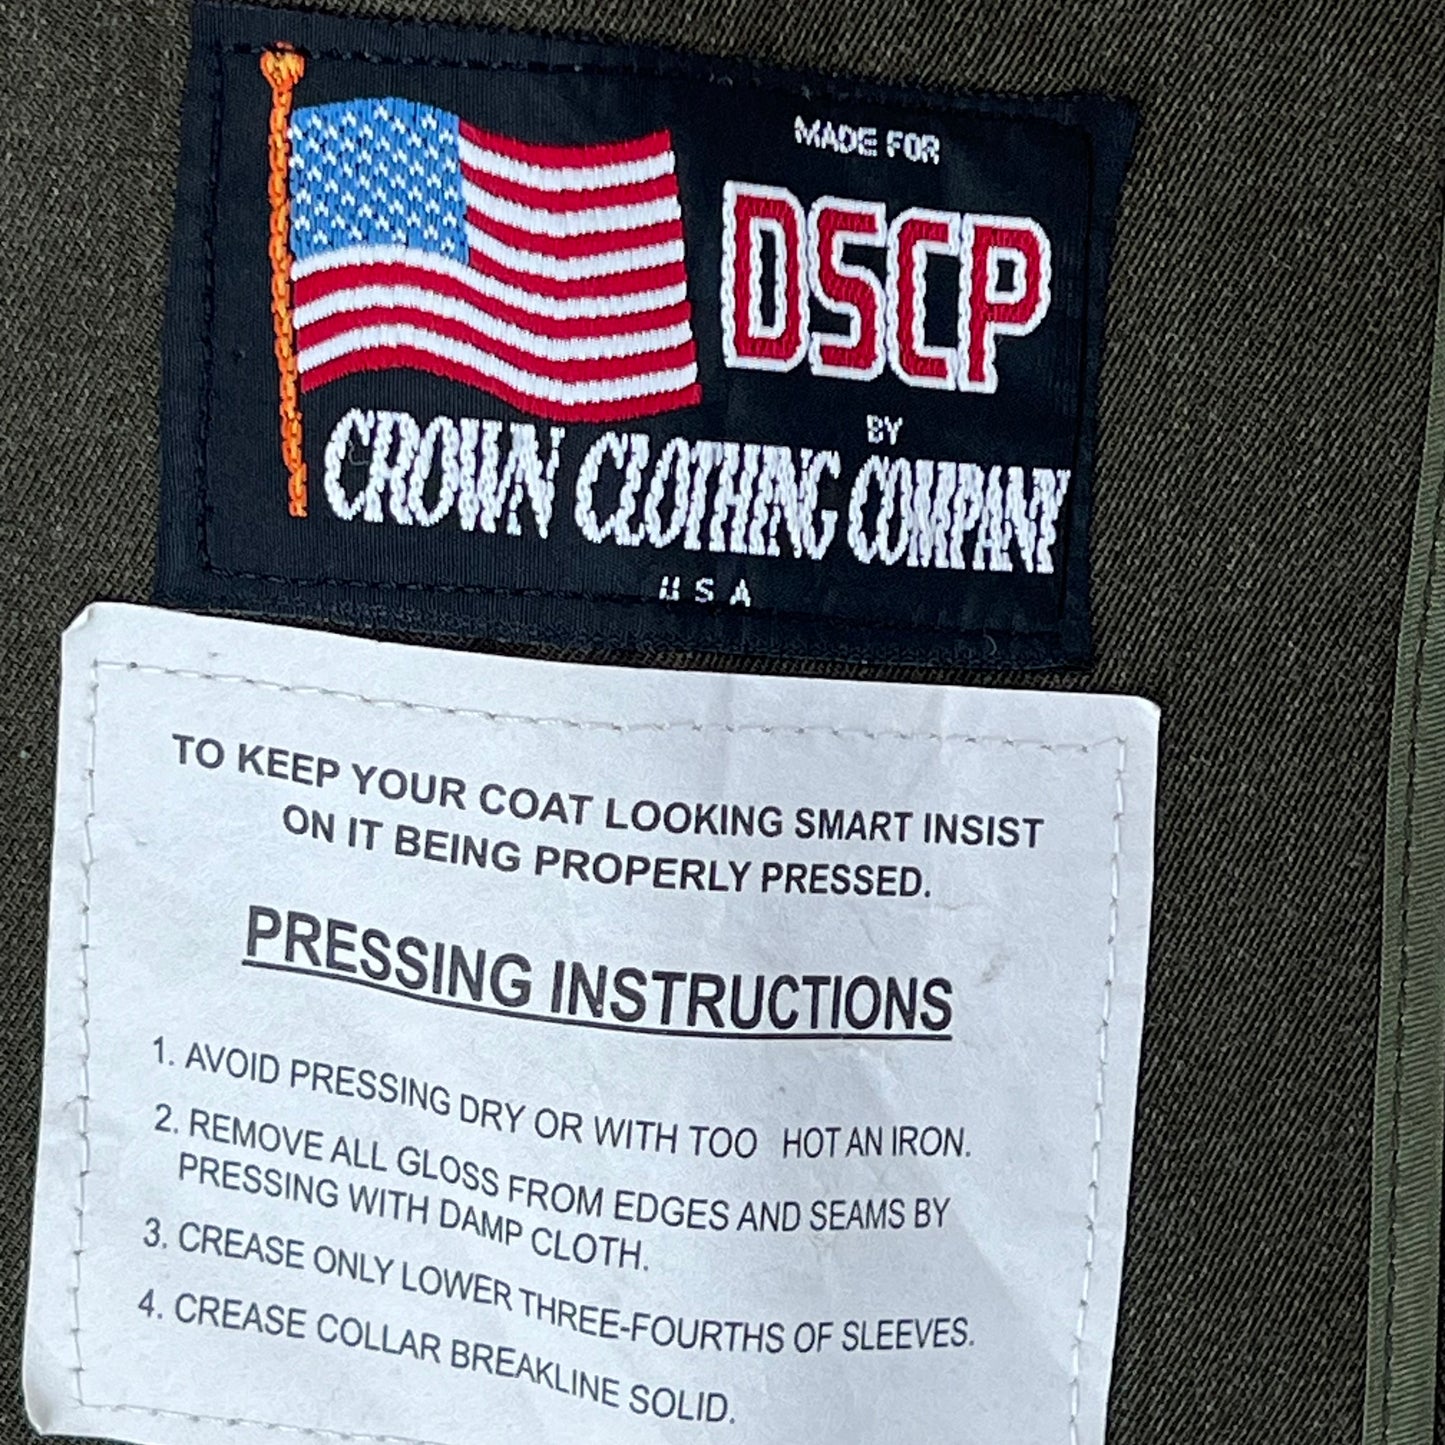 MADE FOR
DSCP
BY
CROWN CLOTHING COMPANY
U S A
TO KEEP YOUR COAT LOOKING SMART INSIST
ON IT BEING PROPERLY PRESSED.
PRESSING INSTRUCTIONS
1. AVOID PRESSING DRY OR WITH TOO HOT AN IRON.
2. REMOVE ALL GLOSS FROM EDGES AND SEAMS BY
PRESSING WITH DAMP CLOTH.
3. CREASE ONLY LOWER THREE-FOURTHS OF SLEEVES.
4. CREASE COLLAR BREAKLINE SOLID.